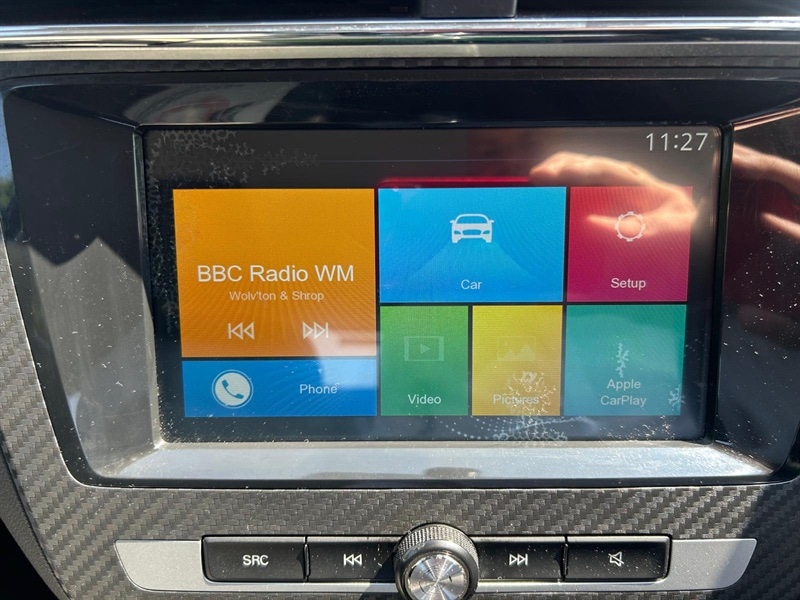 11:27
BBC Radio WM
Wolv'ton & Shrop
Car
Setup
Phone
Video
Pictures
Apple
CarPlay
SRC